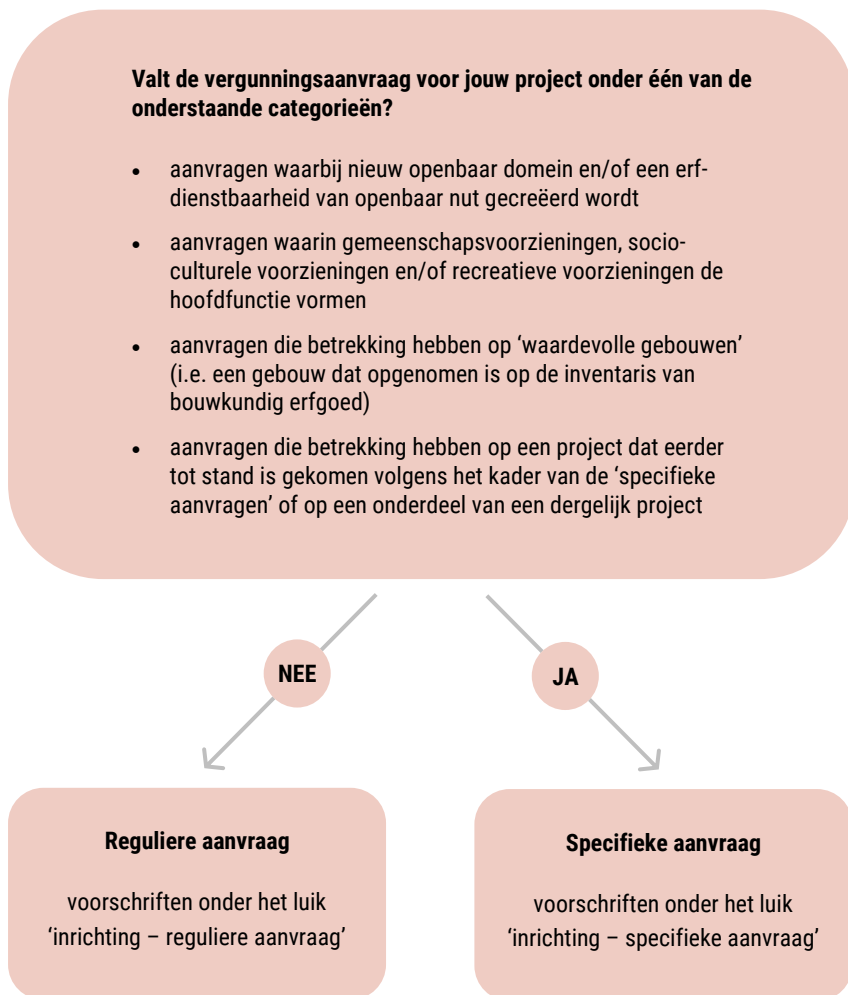 Valt de vergunningsaanvraag voor jouw project onder één van de
onderstaande categorieën?
• aanvragen waarbij nieuw openbaar domein en/of een erf-
dienstbaarheid van openbaar nut gecreëerd wordt
• aanvragen waarin gemeenschapsvoorzieningen, socio-
culturele voorzieningen en/of recreatieve voorzieningen de
hoofdfunctie vormen
• aanvragen die betrekking hebben op ‘waardevolle gebouwen’
(i.e. een gebouw dat opgenomen is op de inventaris van
bouwkundig erfgoed)
• aanvragen die betrekking hebben op een project dat eerder
tot stand is gekomen volgens het kader van de ‘specifieke
aanvragen’ of op een onderdeel van een dergelijk project
NEE
JA
Reguliere aanvraag
voorschriften onder het luik
‘inrichting – reguliere aanvraag’
Specifieke aanvraag
voorschriften onder het luik
‘inrichting – specifieke aanvraag’